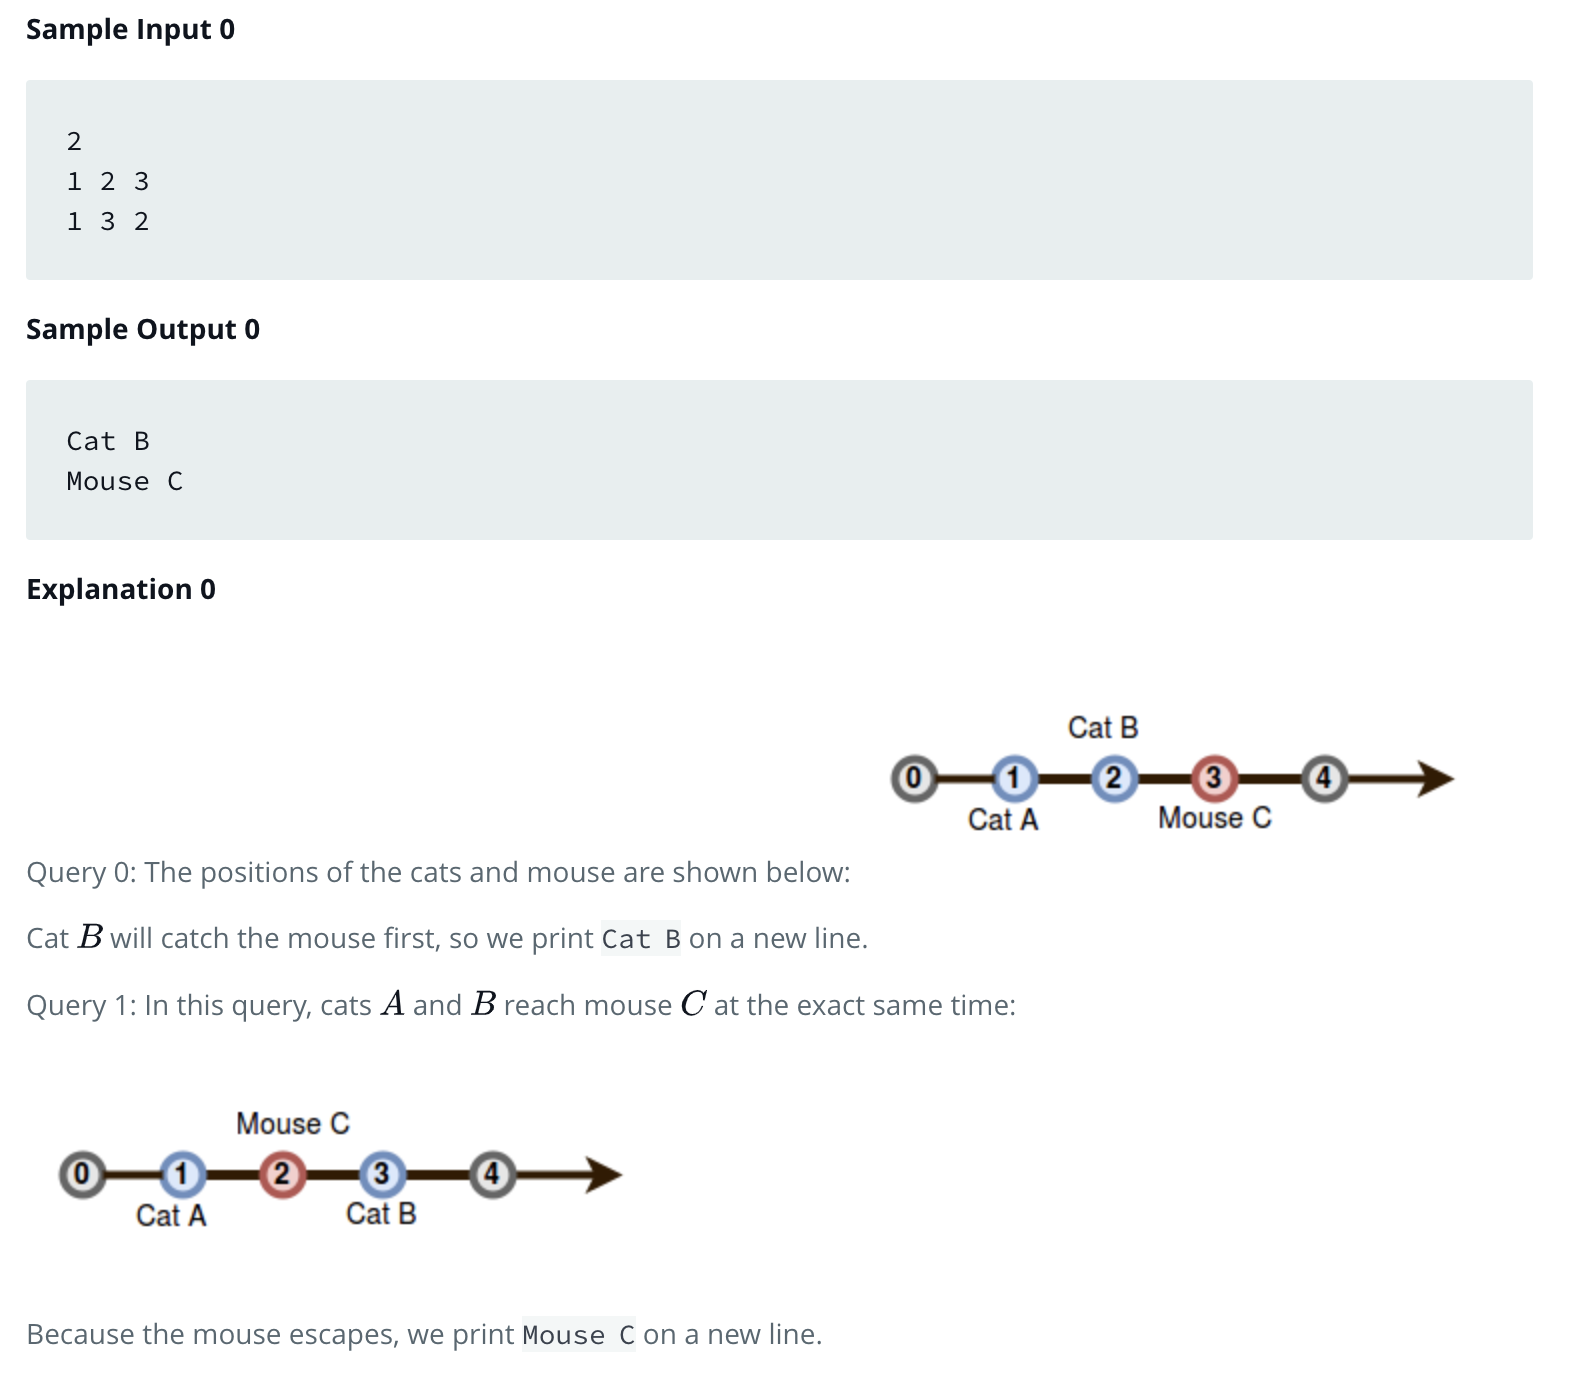 Sample Input 0
2
1 2 3
1 3 2
Sample Output 0
Cat B
Mouse C
Explanation 0
Cat B
0 1 2 3 4
Cat A Mouse C
Query 0: The positions of the cats and mouse are shown below:
Cat B will catch the mouse first, so we print Cat B on a new line.
Query 1: In this query, cats A and B reach mouse C at the exact same time:
Mouse C
0 1 2 3 4
Cat A Cat B
Because the mouse escapes, we print Mouse C on a new line.